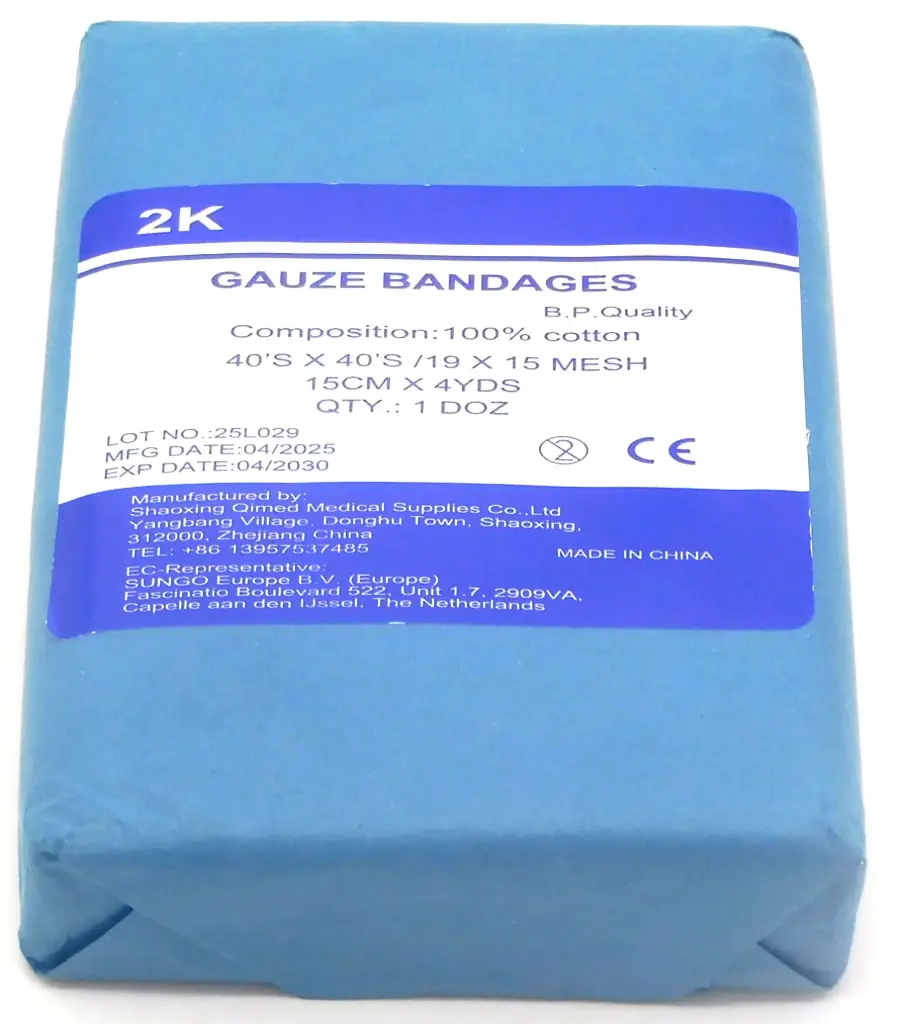 2K
GAUZE BANDAGES
B.P.Quality
Composition:100% cotton
40'S X 40'S /19 X 15 MESH
15CM X 4YDS
QTY.: 1 DOZ
LOT NO.:25L029
MFG DATE:04/2025
EXP DATE:04/2030
2
CE
Manufactured by:
Shaoxing Qimed Medical Supplies Co.,Ltd
Yangbang Village, Donghu Town, Shaoxing,
312000, Zhejiang China
TEL: +86 13957537485
MADE IN CHINA
EC-Representative:
SUNGO Europe B.V. (Europe)
Fascinatio Boulevard 522, Unit 1.7, 2909VA,
Capelle aan den IJssel, The Netherlands